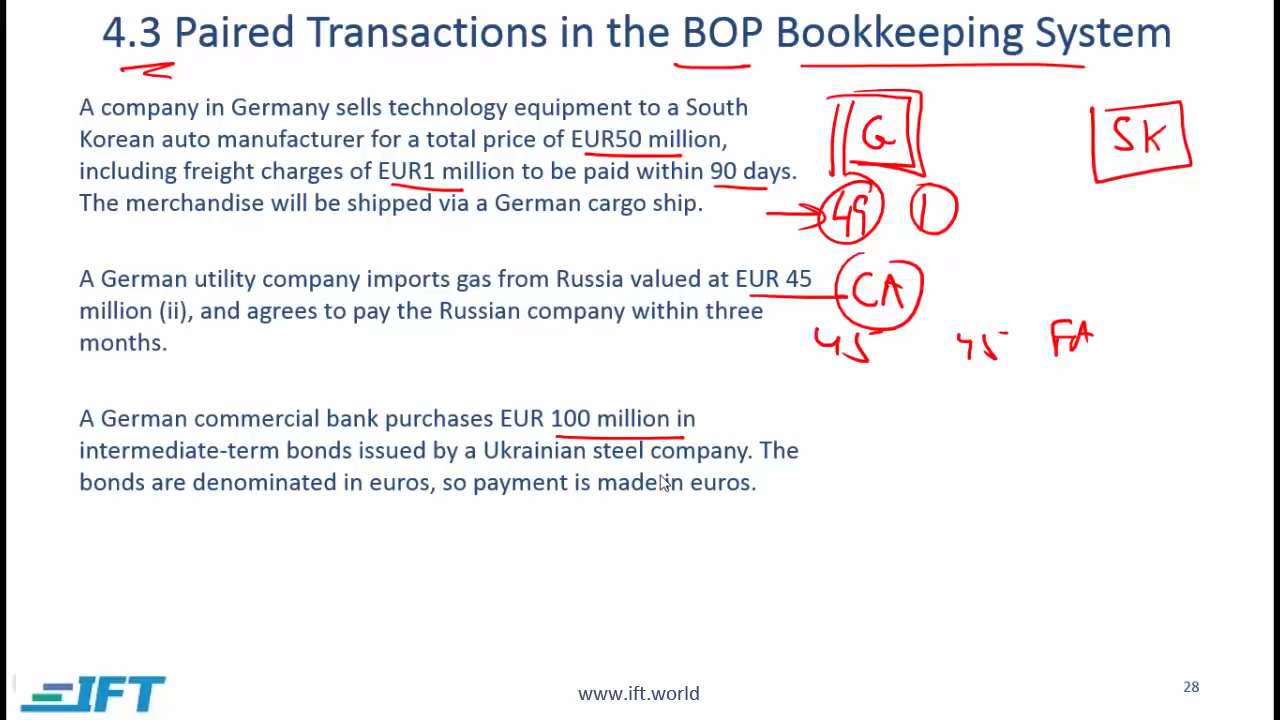 4.3 Paired Transactions in the BOP Bookkeeping System
A company in Germany sells technology equipment to a South
Korean auto manufacturer for a total price of EUR50 million,
including freight charges of EUR1 million to be paid within 90 days.
The merchandise will be shipped via a German cargo ship.
G
SK
49 1
A German utility company imports gas from Russia valued at EUR 45
million (ii), and agrees to pay the Russian company within three
months.
CA
45 45 FA
A German commercial bank purchases EUR 100 million in
intermediate-term bonds issued by a Ukrainian steel company. The
bonds are denominated in euros, so payment is made in euros.
IFT
www.ift.world
28